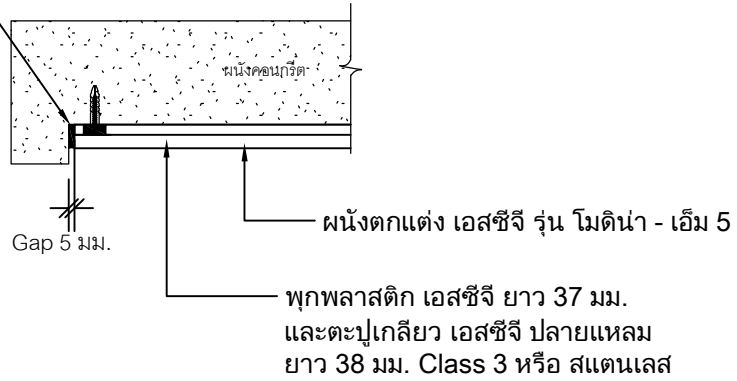 ผนังคอนกรีต
ผนังตกแต่ง เอสซีจี รุ่น โมดิน่า - เอ็ม 5
Gap 5 มม.
พุกพลาสติก เอสซีจี ยาว 37 มม.
และตะปูเกลียว เอสซีจี ปลายแหลม
ยาว 38 มม. Class 3 หรือ สแตนเลส